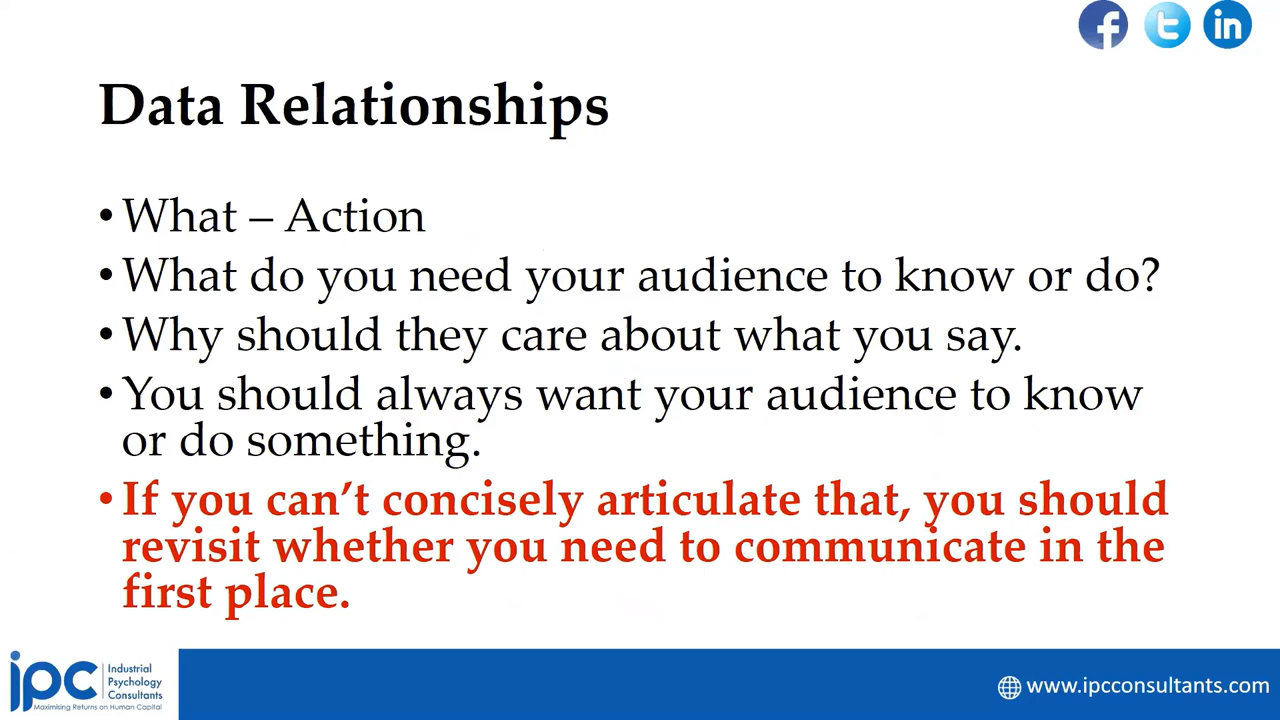 Data Relationships
• What – Action
• What do you need your audience to know or do?
• Why should they care about what you say.
• You should always want your audience to know
or do something.
• If you can’t concisely articulate that, you should
revisit whether you need to communicate in the
first place.
ipc
Industrial
Psychology
Consultants
Maximising Returns on Human Capital
www.ipcconsultants.com